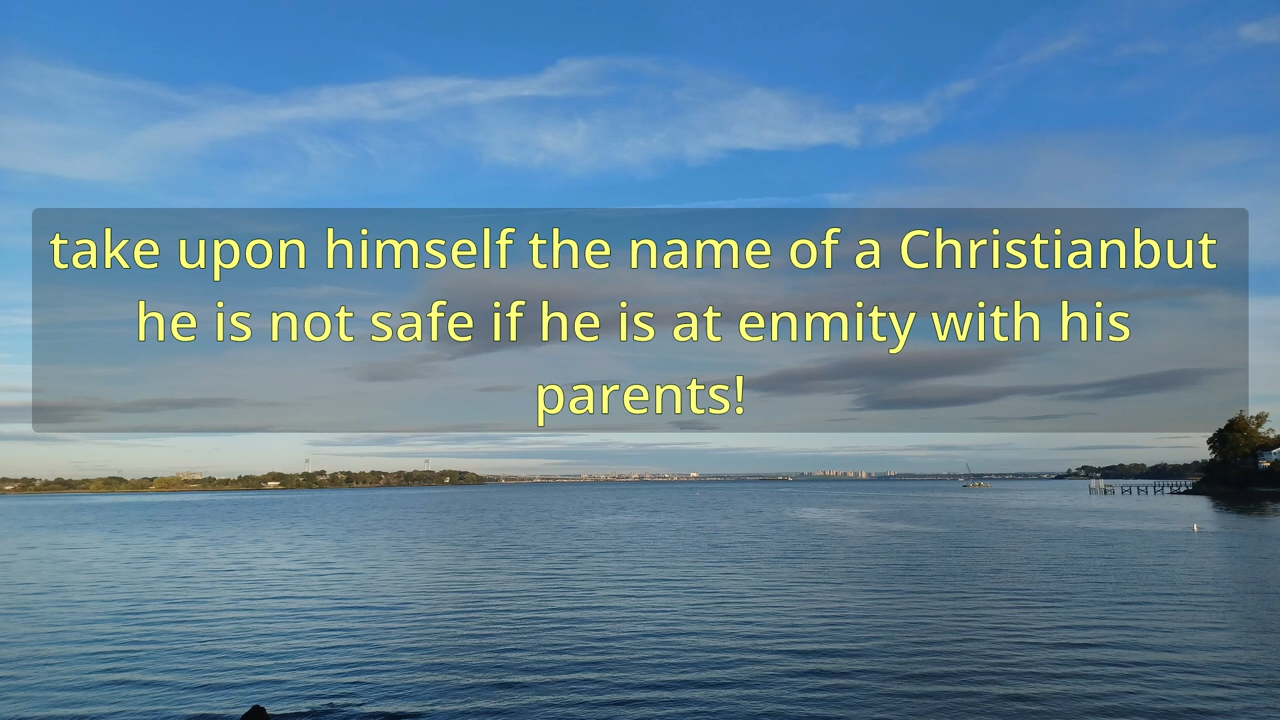 take upon himself the name of a Christianbut
he is not safe if he is at enmity with his
parents!